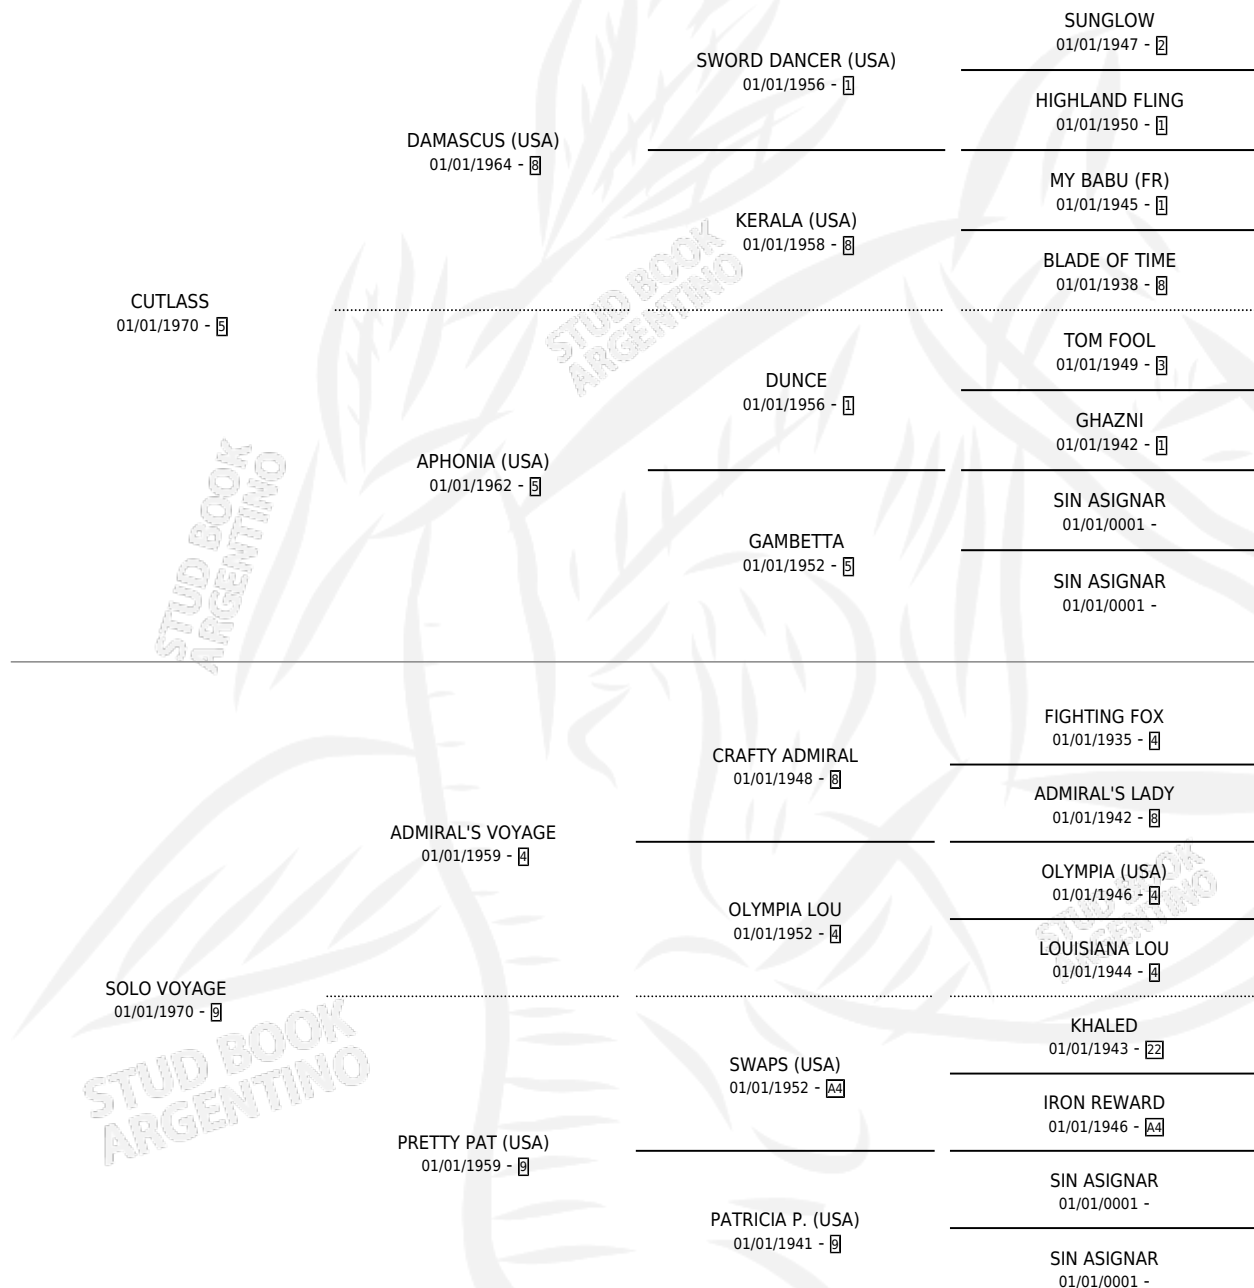 SUNGLOW
01/01/1947 - 2
SWORD DANCER (USA)
01/01/1956 - 1
HIGHLAND FLING
01/01/1950 - 1
DAMASCUS (USA)
01/01/1964 - 8
MY BABU (FR)
01/01/1945 - 1
KERALA (USA)
01/01/1958 - 8
BLADE OF TIME
01/01/1938 - 8
CUTLASS
01/01/1970 - 5
TOM FOOL
01/01/1949 - 3
DUNCE
01/01/1956 - 1
GHAZNI
01/01/1942 - 1
APHONIA (USA)
01/01/1962 - 5
SIN ASIGNAR
01/01/0001 -
GAMBETTA
01/01/1952 - 5
SIN ASIGNAR
01/01/0001 -
FIGHTING FOX
01/01/1935 - 4
CRAFTY ADMIRAL
01/01/1948 - 8
ADMIRAL'S LADY
01/01/1942 - 8
ADMIRAL'S VOYAGE
01/01/1959 - 4
OLYMPIA (USA)
01/01/1946 - 4
OLYMPIA LOU
01/01/1952 - 4
LOUISIANA LOU
01/01/1944 - 4
SOLO VOYAGE
01/01/1970 - 9
KHALED
01/01/1943 - 22
SWAPS (USA)
01/01/1952 - A4
IRON REWARD
01/01/1946 - A4
PRETTY PAT (USA)
01/01/1959 - 9
SIN ASIGNAR
01/01/0001 -
PATRICIA P. (USA)
01/01/1941 - 9
SIN ASIGNAR
01/01/0001 -
STUD BOOK
ARGENTINO
STUD BOOK
ARGENTINO
STUD BOOK
ARGENTINO
STUD BOOK
ARGENTINO